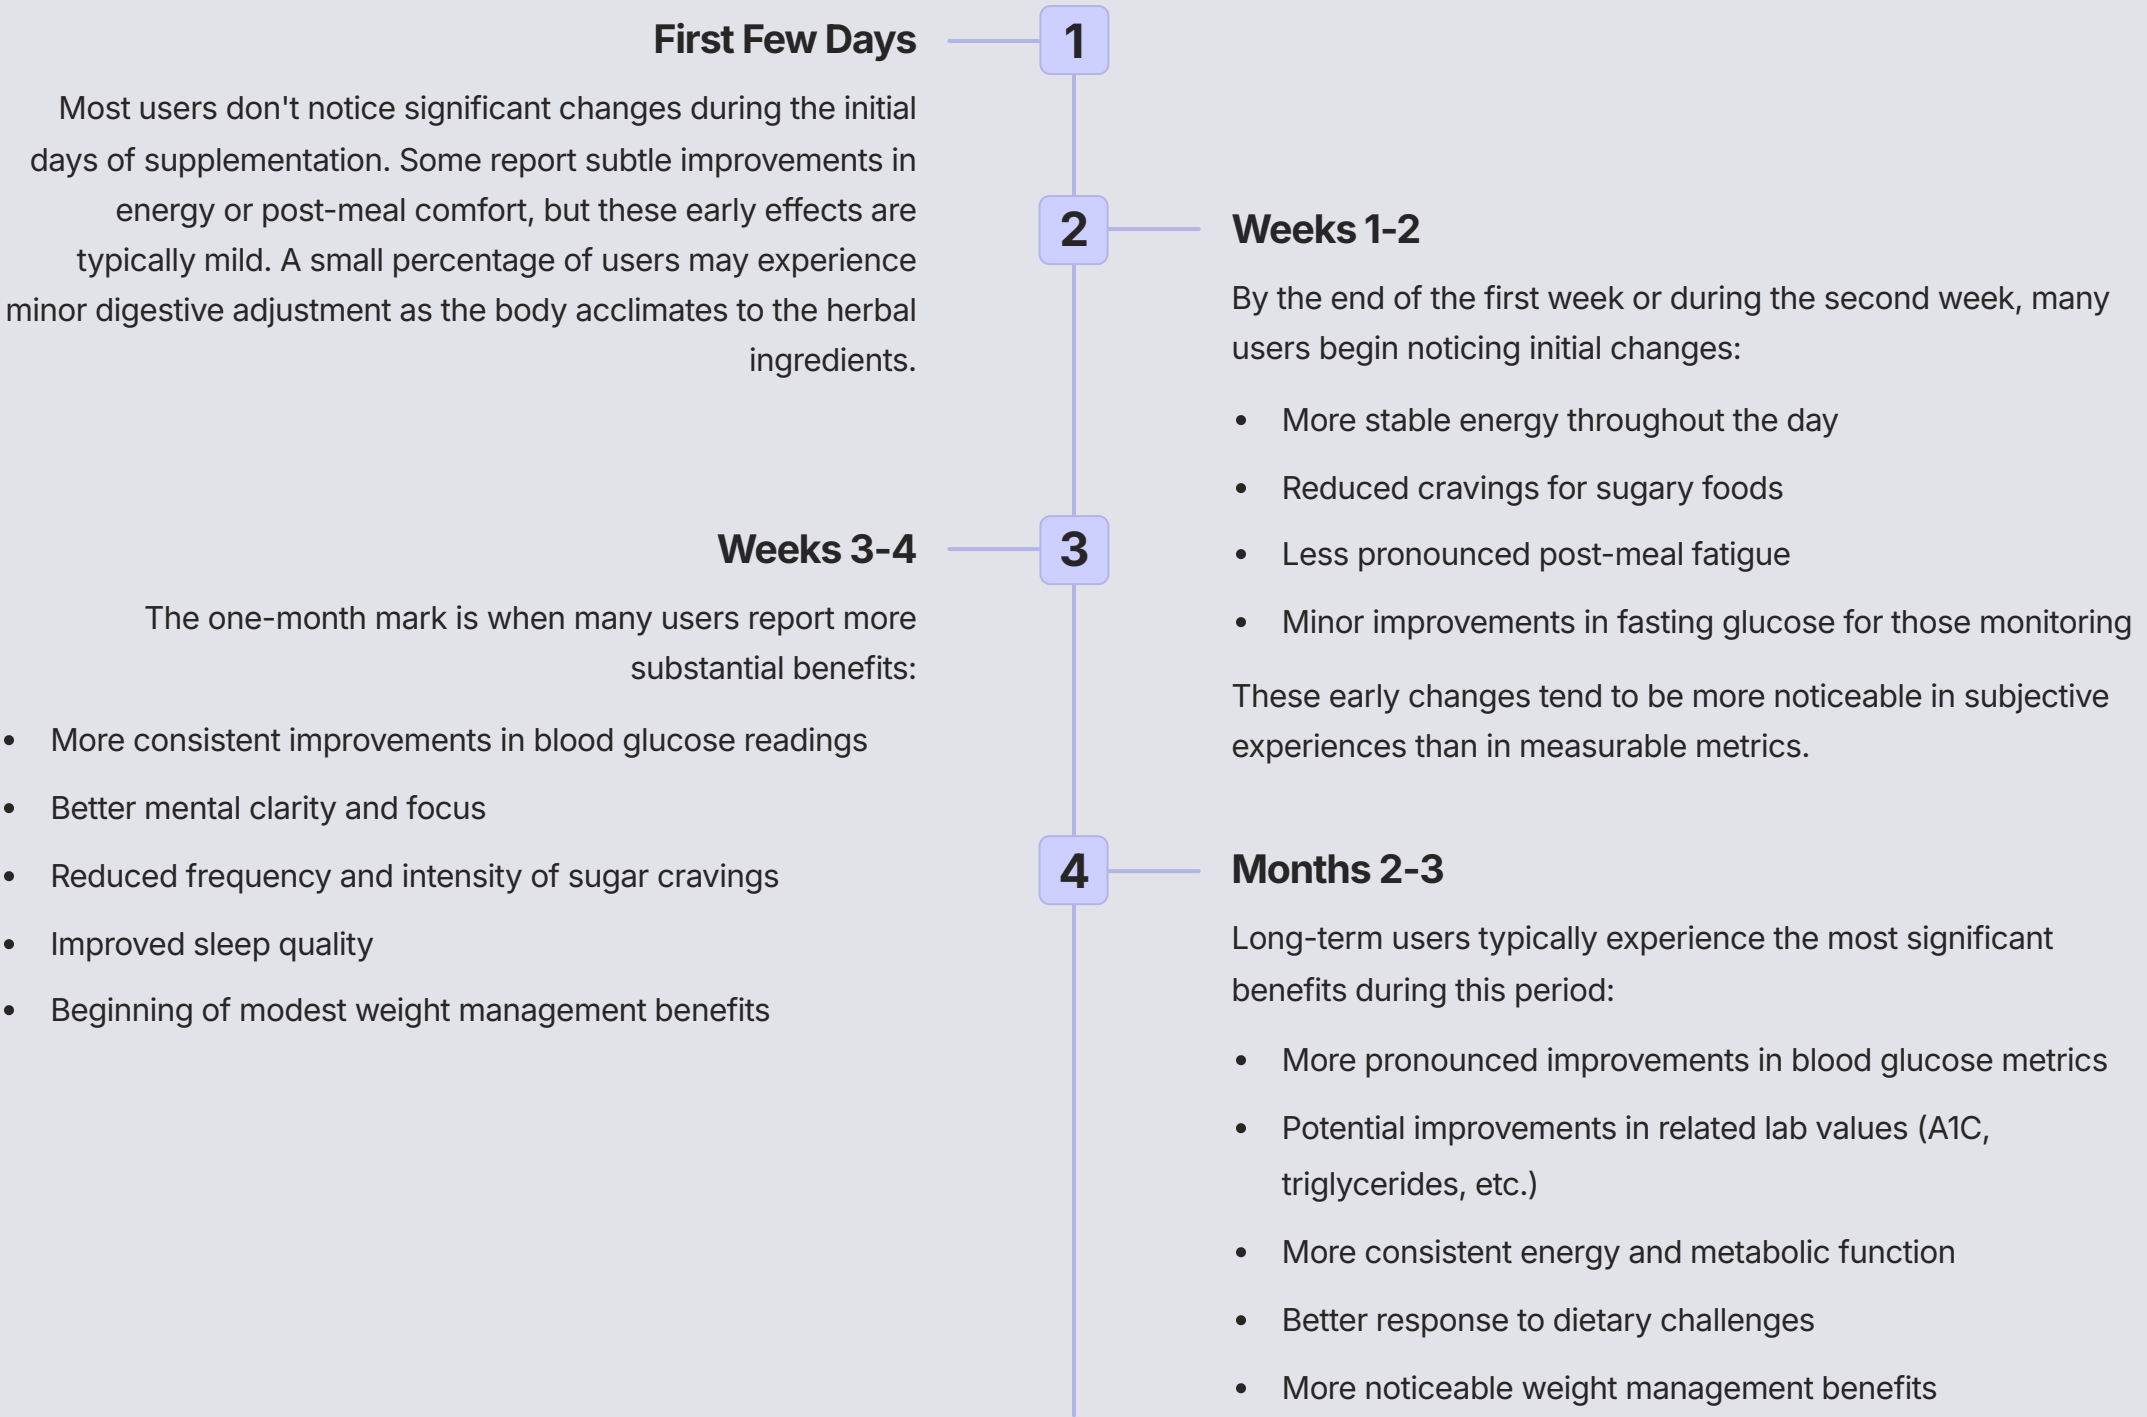 First Few Days
1
Most users don't notice significant changes during the initial
days of supplementation. Some report subtle improvements in
energy or post-meal comfort, but these early effects are
typically mild. A small percentage of users may experience
minor digestive adjustment as the body acclimates to the herbal
ingredients.
2
Weeks 1-2
By the end of the first week or during the second week, many
users begin noticing initial changes:
• More stable energy throughout the day
• Reduced cravings for sugary foods
• Less pronounced post-meal fatigue
• Minor improvements in fasting glucose for those monitoring
These early changes tend to be more noticeable in subjective
experiences than in measurable metrics.
Weeks 3-4
3
The one-month mark is when many users report more
substantial benefits:
• More consistent improvements in blood glucose readings
• Better mental clarity and focus
• Reduced frequency and intensity of sugar cravings
• Improved sleep quality
• Beginning of modest weight management benefits
4
Months 2-3
Long-term users typically experience the most significant
benefits during this period:
• More pronounced improvements in blood glucose metrics
• Potential improvements in related lab values (A1C,
triglycerides, etc.)
• More consistent energy and metabolic function
• Better response to dietary challenges
• More noticeable weight management benefits